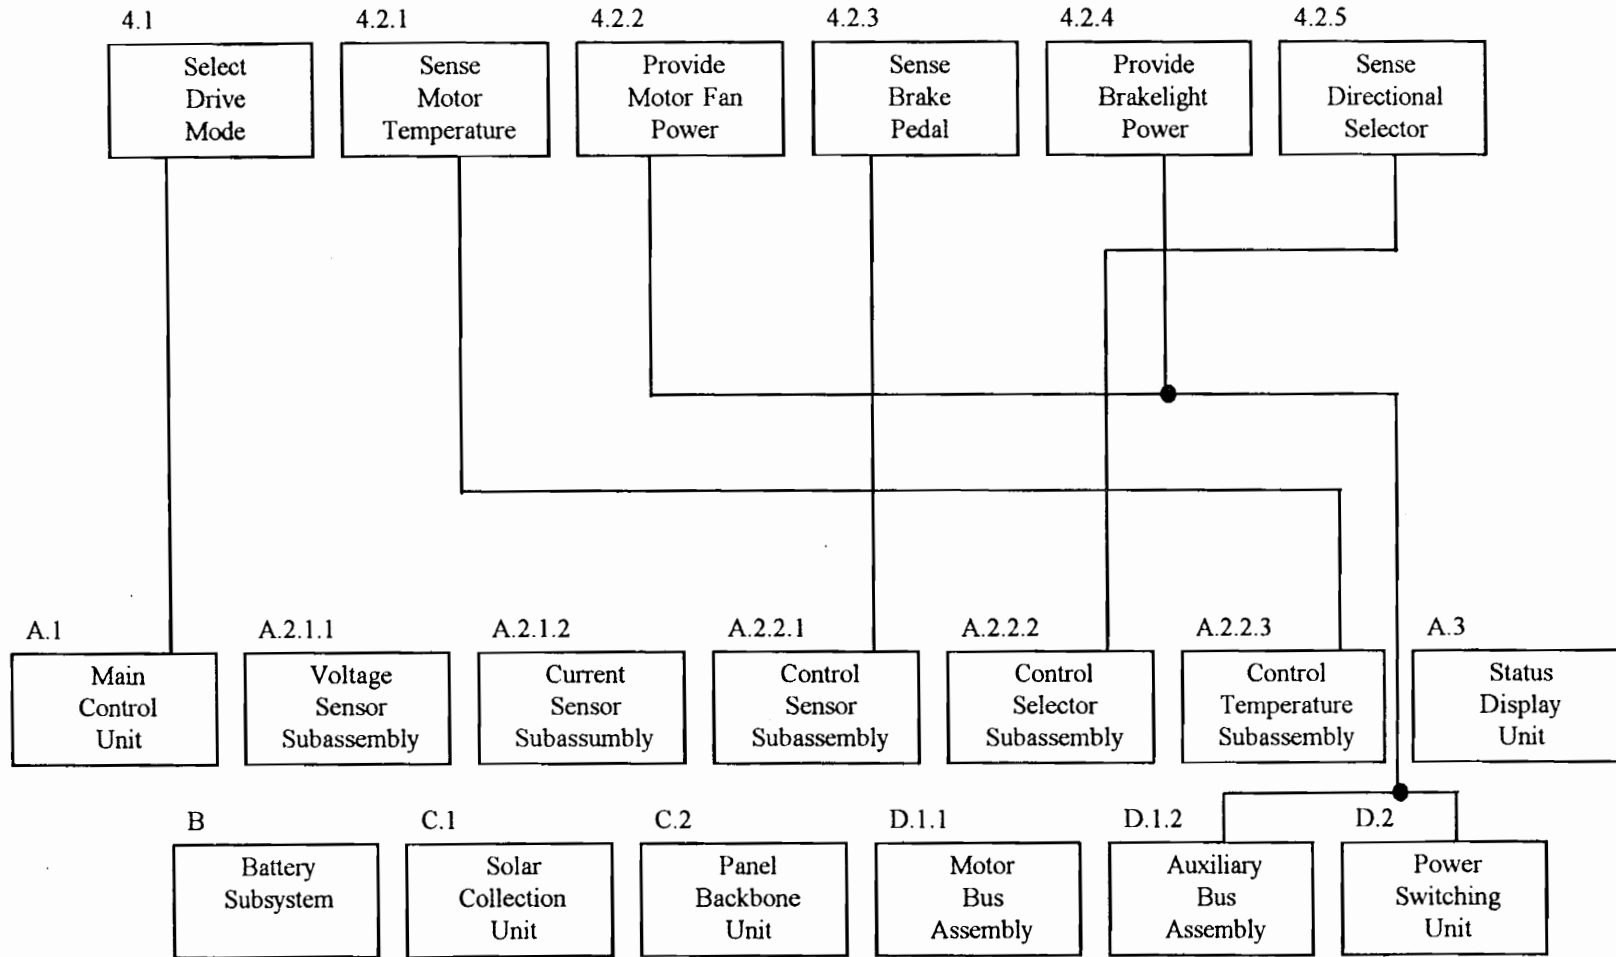 4.1
4.2.1
4.2.2
4.2.3
4.2.4
4.2.5
Select
Drive
Mode
Sense
Motor
Temperature
Provide
Motor Fan
Power
Sense
Brake
Pedal
Provide
Brakelight
Power
Sense
Directional
Selector
A.1
A.2.1.1
A.2.1.2
A.2.2.1
A.2.2.2
A.2.2.3
A.3
Main
Control
Unit
Voltage
Sensor
Subassembly
Current
Sensor
Subassumbly
Control
Sensor
Subassembly
Control
Selector
Subassembly
Control
Temperature
Subassembly
Status
Display
Unit
B
C.1
C.2
D.1.1
D.1.2
D.2
Battery
Subsystem
Solar
Collection
Unit
Panel
Backbone
Unit
Motor
Bus
Assembly
Auxiliary
Bus
Assembly
Power
Switching
Unit